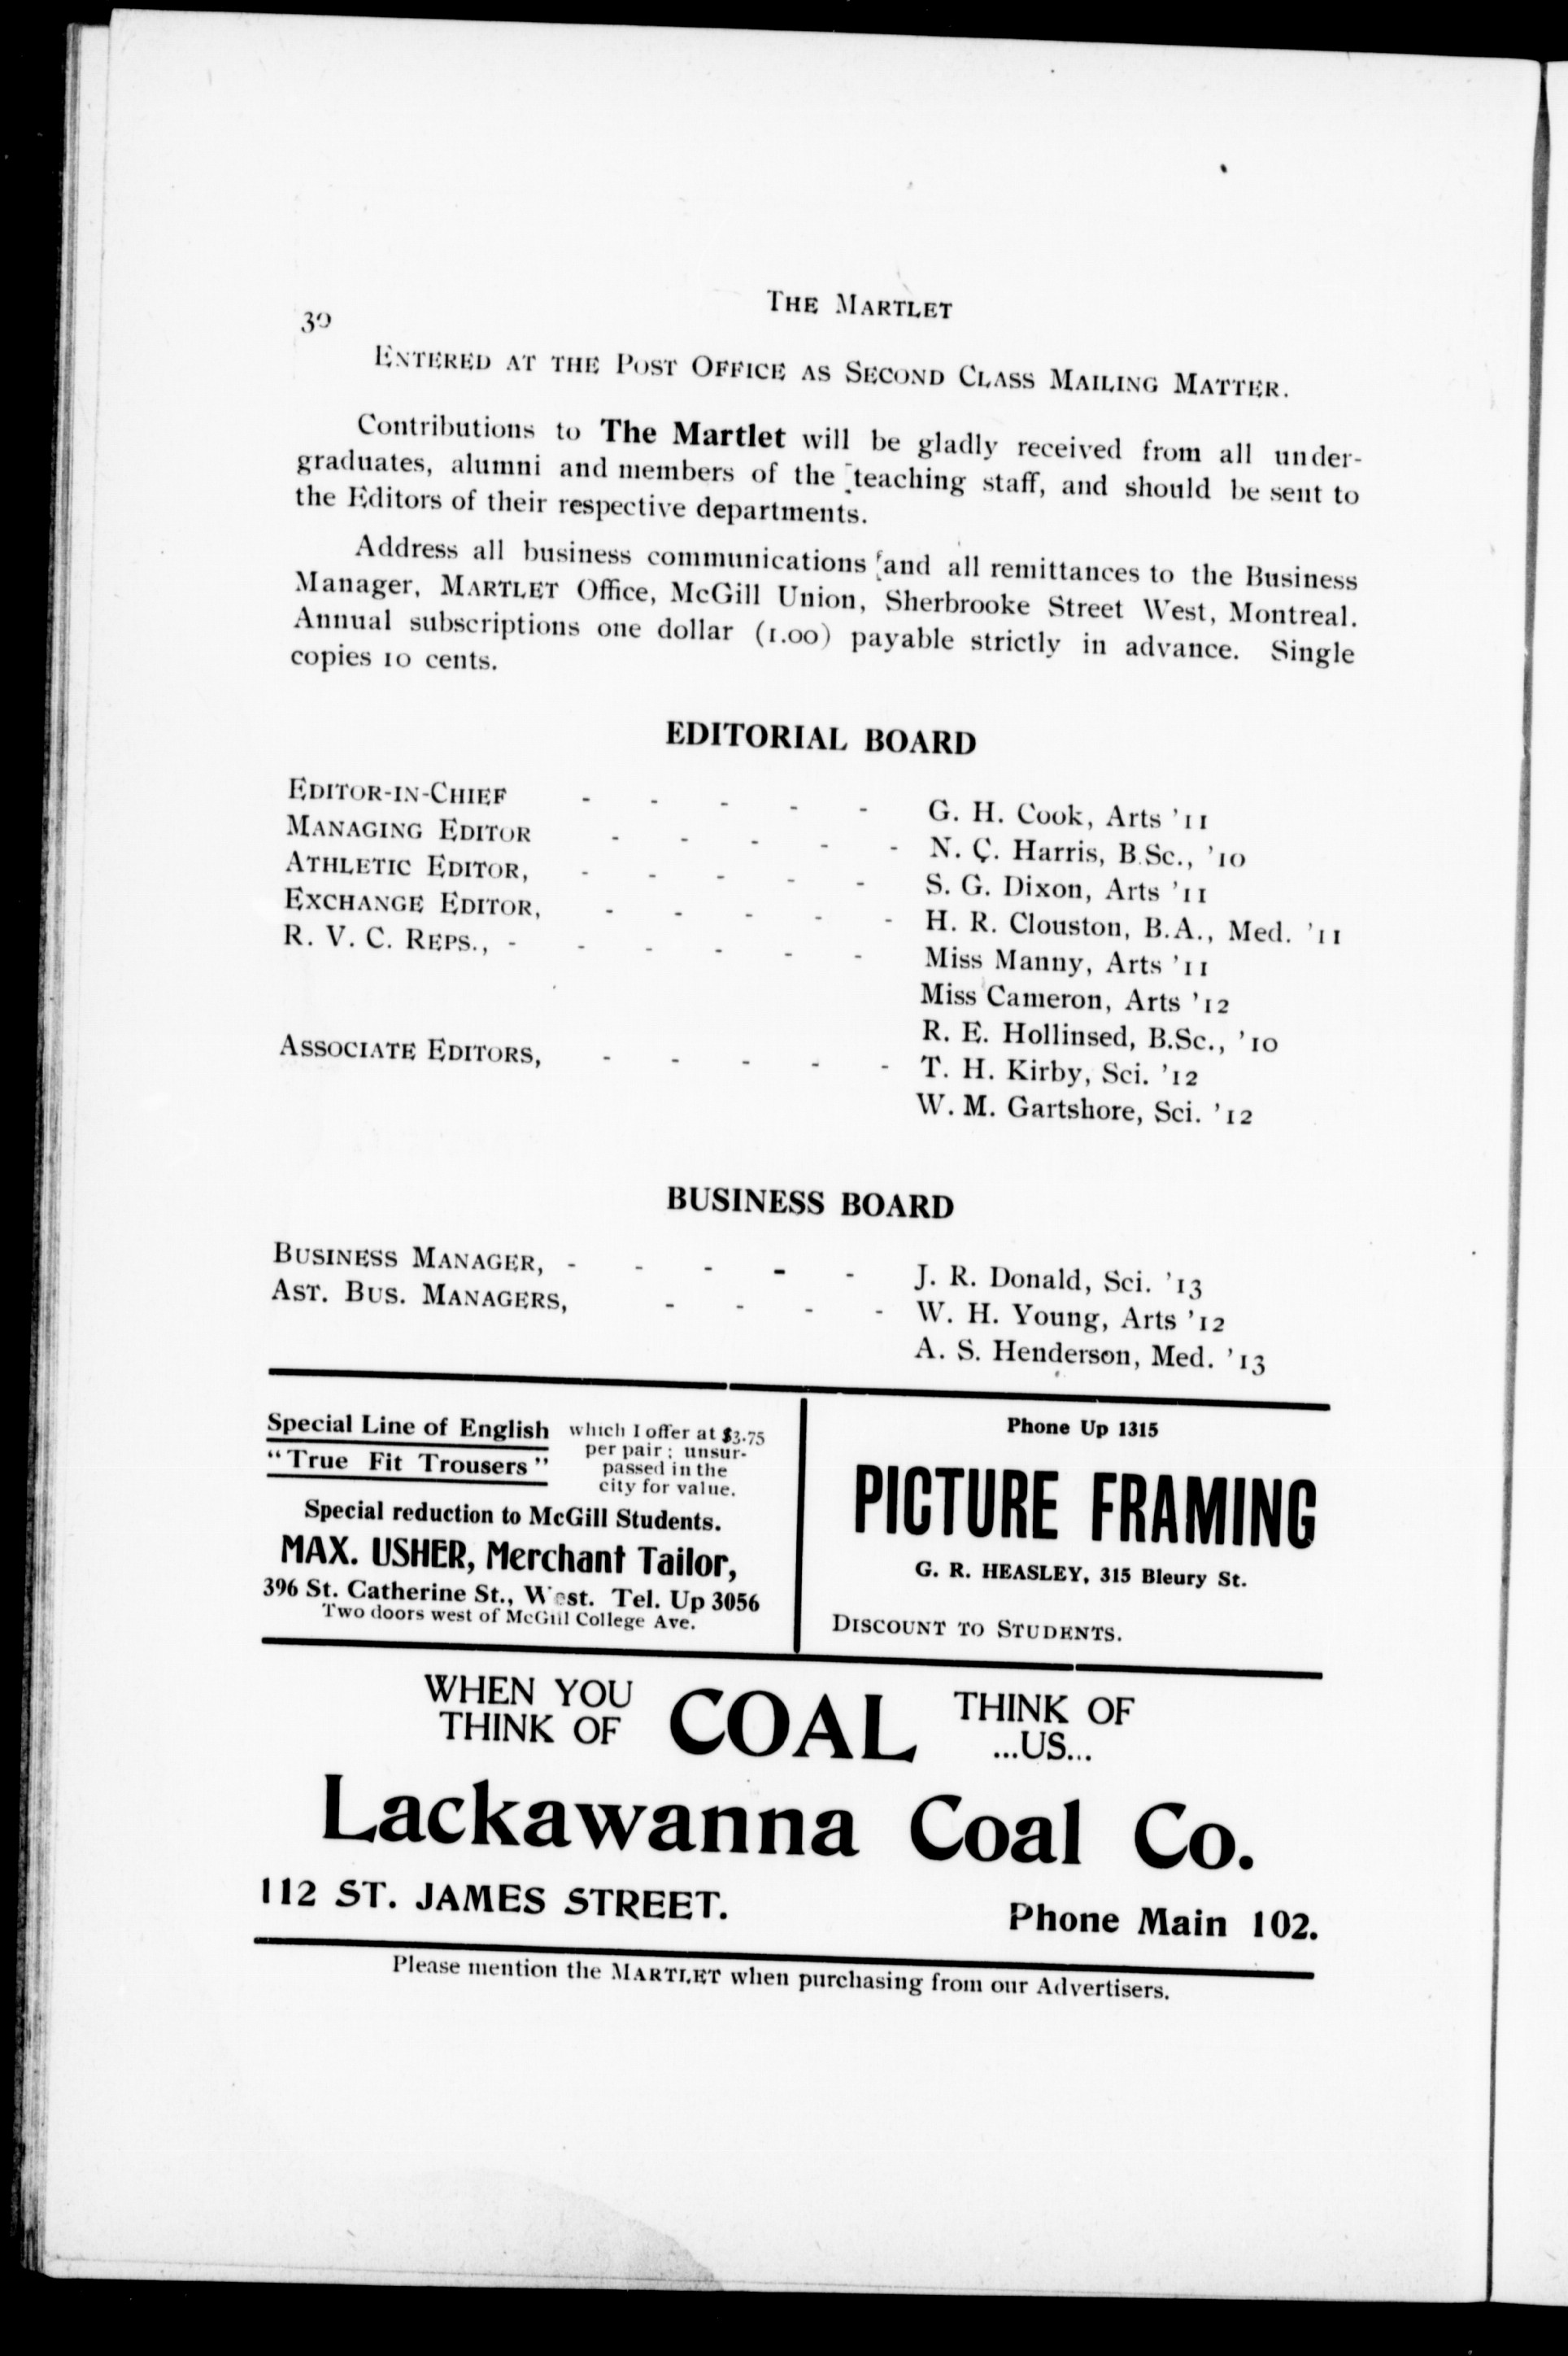 30
THE MARTLET
ENTERED AT THE POST OFFICE AS SECOND CLASS MAILING MATTER.
Contributions to The Martlet will be gladly received from all under-
graduates, alumni and members of the teaching staff, and should be sent to
the Editors of their respective departments.
Address all business communications and all remittances to the Business
Manager, MARTLET Office, McGill Union, Sherbrooke Street West, Montreal.
Annual subscriptions one dollar (1.00) payable strictly in advance. Single
copies 10 cents.
EDITORIAL BOARD
EDITOR-IN-CHIEF - - - - - G. H. Cook, Arts '11
MANAGING EDITOR - - - - - N. C. Harris, B.Sc., '10
ATHLETIC EDITOR, - - - - - S. G. Dixon, Arts '11
EXCHANGE EDITOR, - - - - - H. R. Clouston, B.A., Med. '11
R. V. C. REPS., - - - - - - Miss Manny, Arts '11
Miss Cameron, Arts '12
R. E. Hollinsed, B.Sc., '10
ASSOCIATE EDITORS, - - - - - T. H. Kirby, Sci. '12
W. M. Gartshore, Sci. '12
BUSINESS BOARD
BUSINESS MANAGER, - - - - - J. R. Donald, Sci. '13
AST. BUS. MANAGERS, - - - - W. H. Young, Arts '12
A. S. Henderson, Med. '13
Special Line of English
"True Fit Trousers"
which I offer at $3.75
per pair; unsur-
passed in the
city for value.
Special reduction to McGill Students.
MAX. USHER, Merchant Tailor,
396 St. Catherine St., West. Tel. Up 3056
Two doors west of McGill College Ave.
Phone Up 1315
PICTURE FRAMING
G. R. HEASLEY, 315 Bleury St.
DISCOUNT TO STUDENTS.
WHEN YOU
THINK OF
COAL
THINK OF
...US...
Lackawanna Coal Co.
112 ST. JAMES STREET.
Phone Main 102.
Please mention the MARTLET when purchasing from our Advertisers.